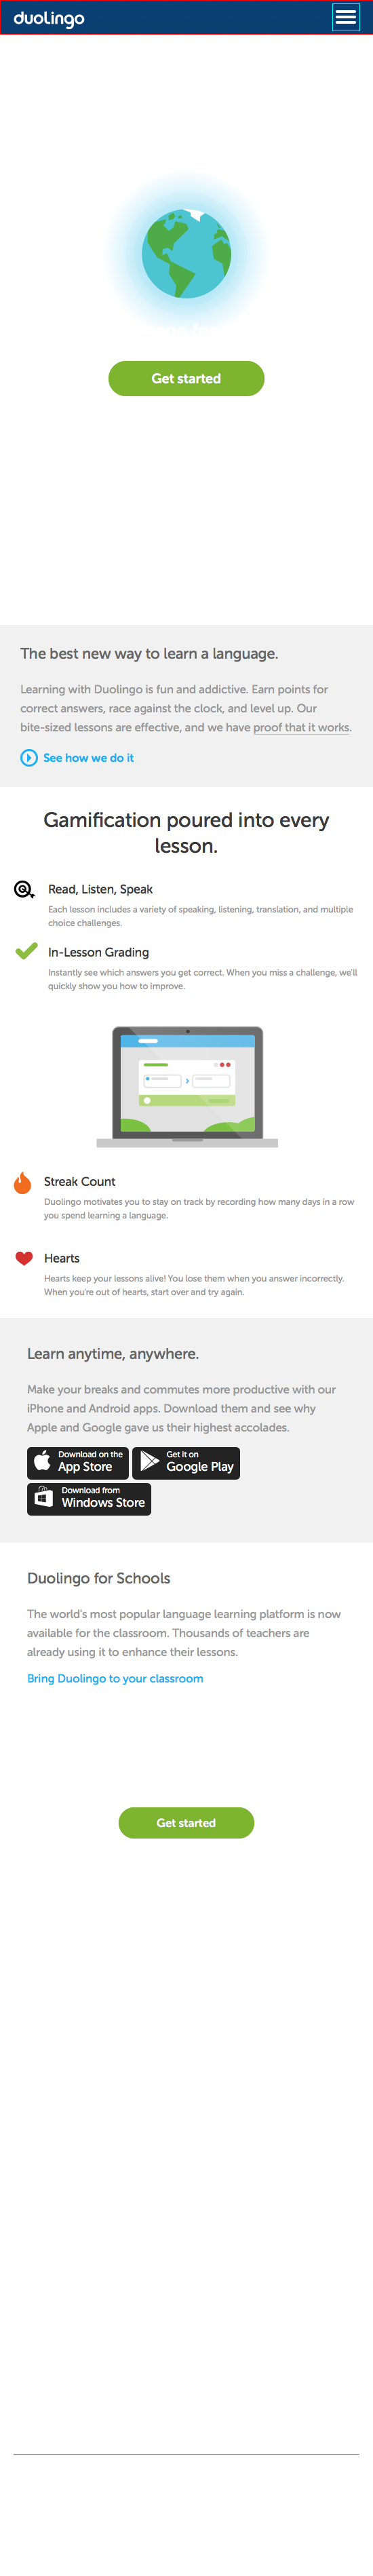 duolingo
Get started
The best new way to learn a language.
Learning with Duolingo is fun and addictive. Earn points for
correct answers, race against the clock, and level up. Our
bite-sized lessons are effective, and we have proof that it works.
See how we do it
Gamification poured into every
lesson.
Read, Listen, Speak
Each lesson includes a variety of speaking, listening, translation, and multiple
choice challenges.
In-Lesson Grading
Instantly see which answers you get correct. When you miss a challenge, we'll
quickly show you how to improve.
Streak Count
Duolingo motivates you to stay on track by recording how many days in a row
you spend learning a language.
Hearts
Hearts keep your lessons alive! You lose them when you answer incorrectly.
When you're out of hearts, start over and try again.
Learn anytime, anywhere.
Make your breaks and commutes more productive with our
iPhone and Android apps. Download them and see why
Apple and Google gave us their highest accolades.
Download on the
App Store
Get it on
Google Play
Download from
Windows Store
Duolingo for Schools
The world's most popular language learning platform is now
available for the classroom. Thousands of teachers are
already using it to enhance their lessons.
Bring Duolingo to your classroom
Get started